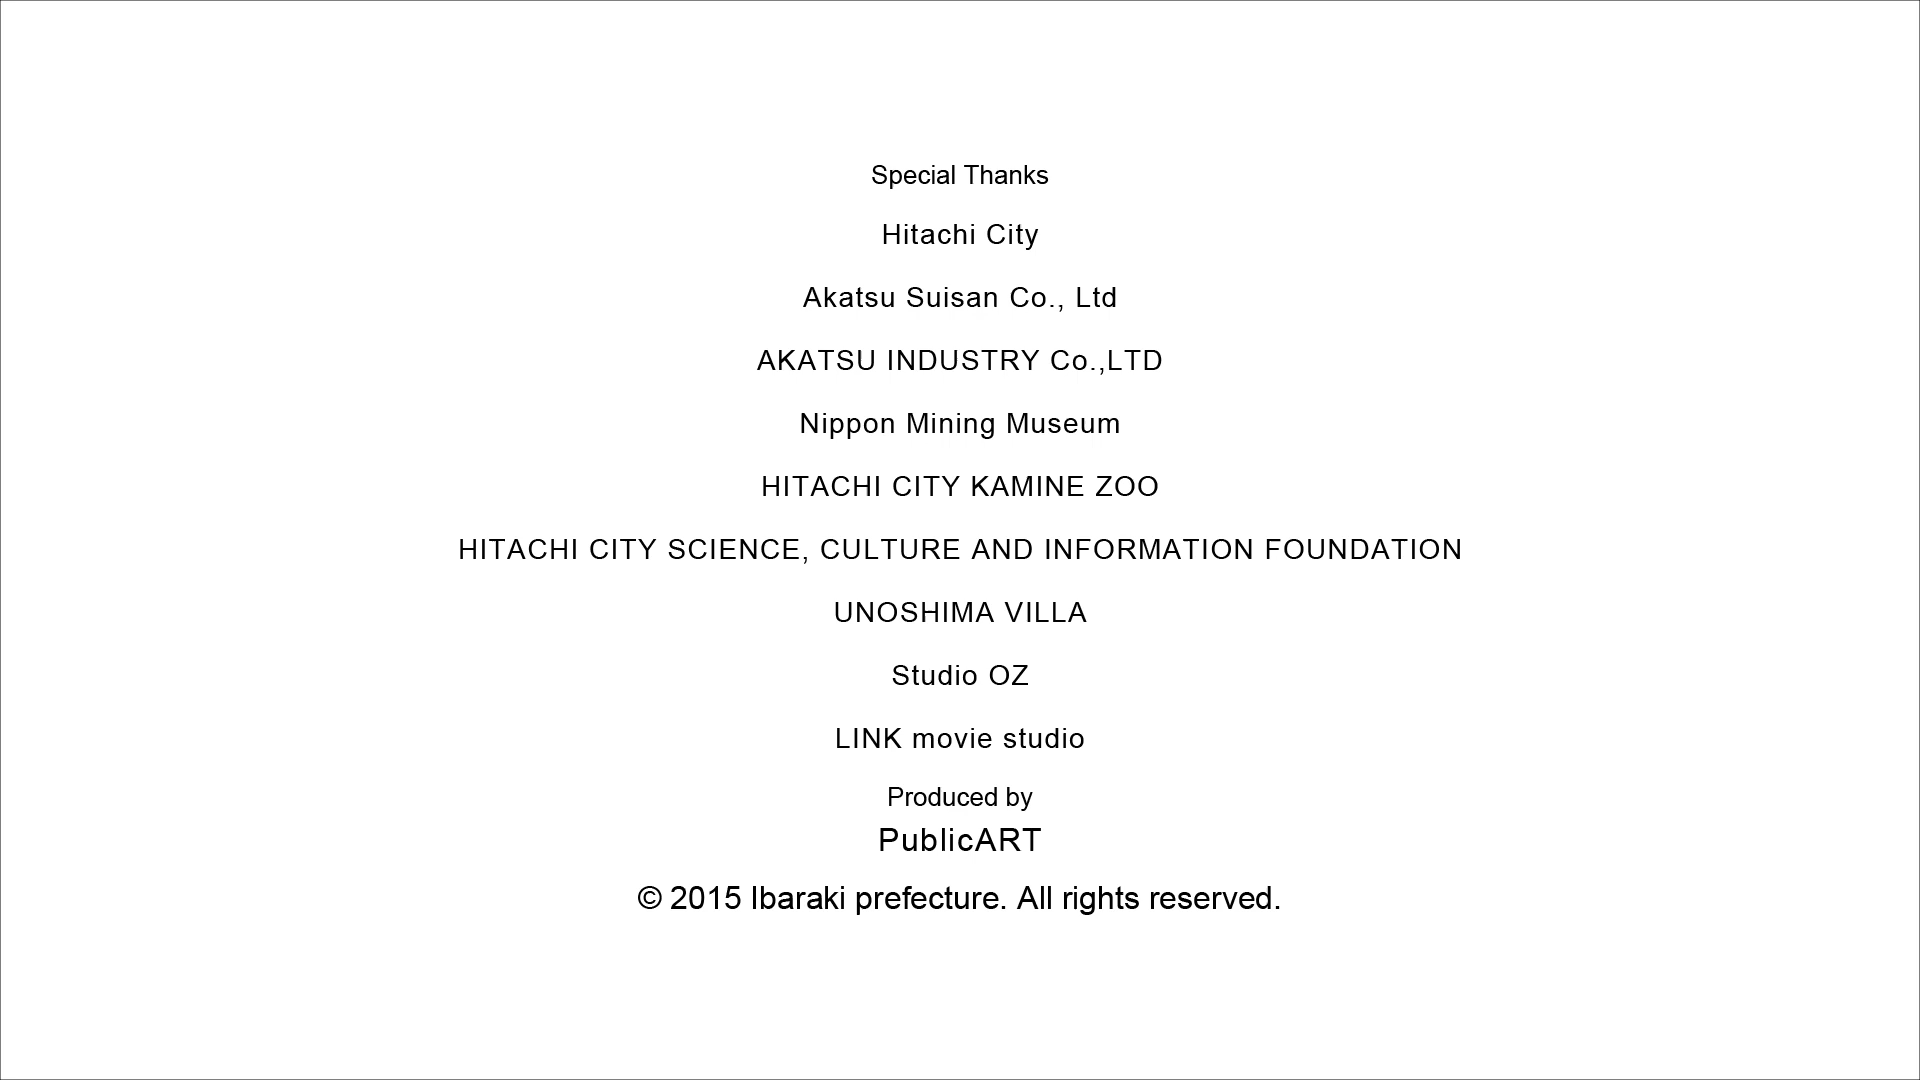 Special Thanks
Hitachi City
Akatsu Suisan Co., Ltd
AKATSU INDUSTRY Co.,LTD
Nippon Mining Museum
HITACHI CITY KAMINE ZOO
HITACHI CITY SCIENCE, CULTURE AND INFORMATION FOUNDATION
UNOSHIMA VILLA
Studio OZ
LINK movie studio
Produced by
PublicART
© 2015 Ibaraki prefecture. All rights reserved.